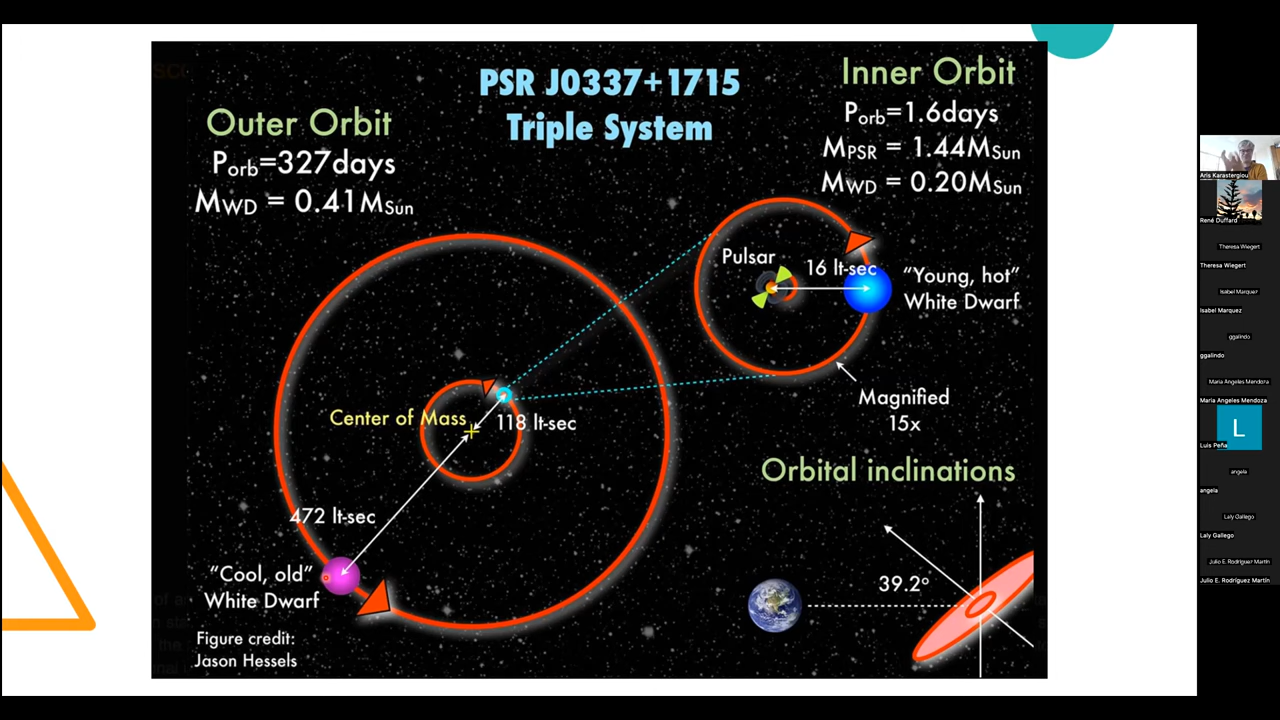 PSR J0337+1715
Triple System
Outer Orbit
Porb=327days
MWD = 0.41MSun
Inner Orbit
Porb=1.6days
MPSR = 1.44MSun
MWD = 0.20MSun
Pulsar
16 lt-sec
“Young, hot”
White Dwarf
Magnified
15x
Center of Mass
118 lt-sec
472 lt-sec
“Cool, old”
White Dwarf
Figure credit:
Jason Hessels
Orbital inclinations
39.2°
Aris Karastergiou
René Duffard
Theresa Wiegert
Theresa Wiegert
Isabel Marquez
Isabel Marquez
ggalindo
ggalindo
Maria Angeles Mendoza
Maria Angeles Mendoza
L
Luis Peña
angela
angela
Laly Gallego
Laly Gallego
Julio E. Rodríguez Martín
Julio E. Rodríguez Martín